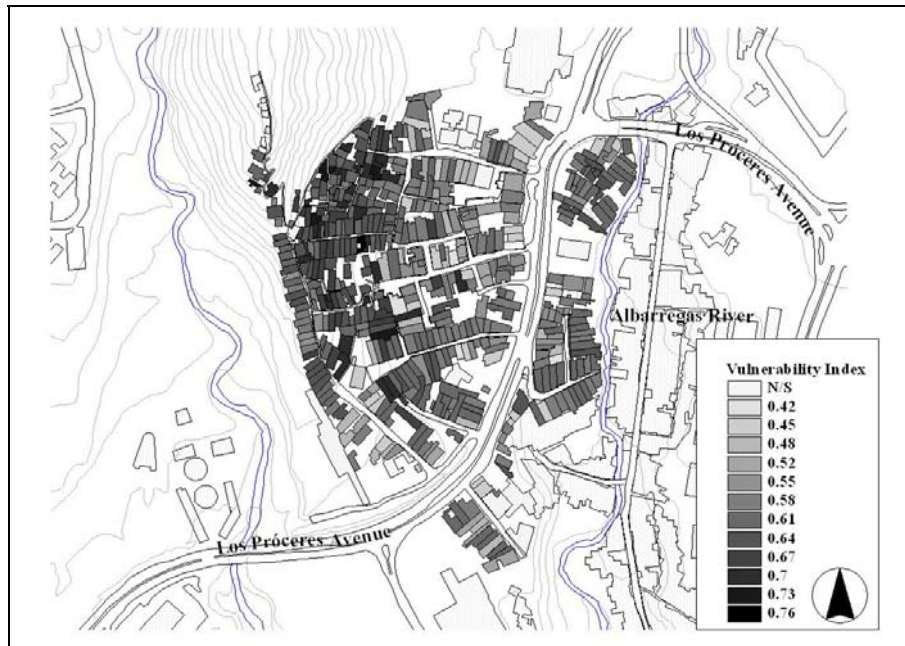 Los Próceres Avenue
Albarregas River
Los Próceres Avenue
Vulnerability Index
N/S
0.42
0.45
0.48
0.52
0.55
0.58
0.61
0.64
0.67
0.7
0.73
0.76